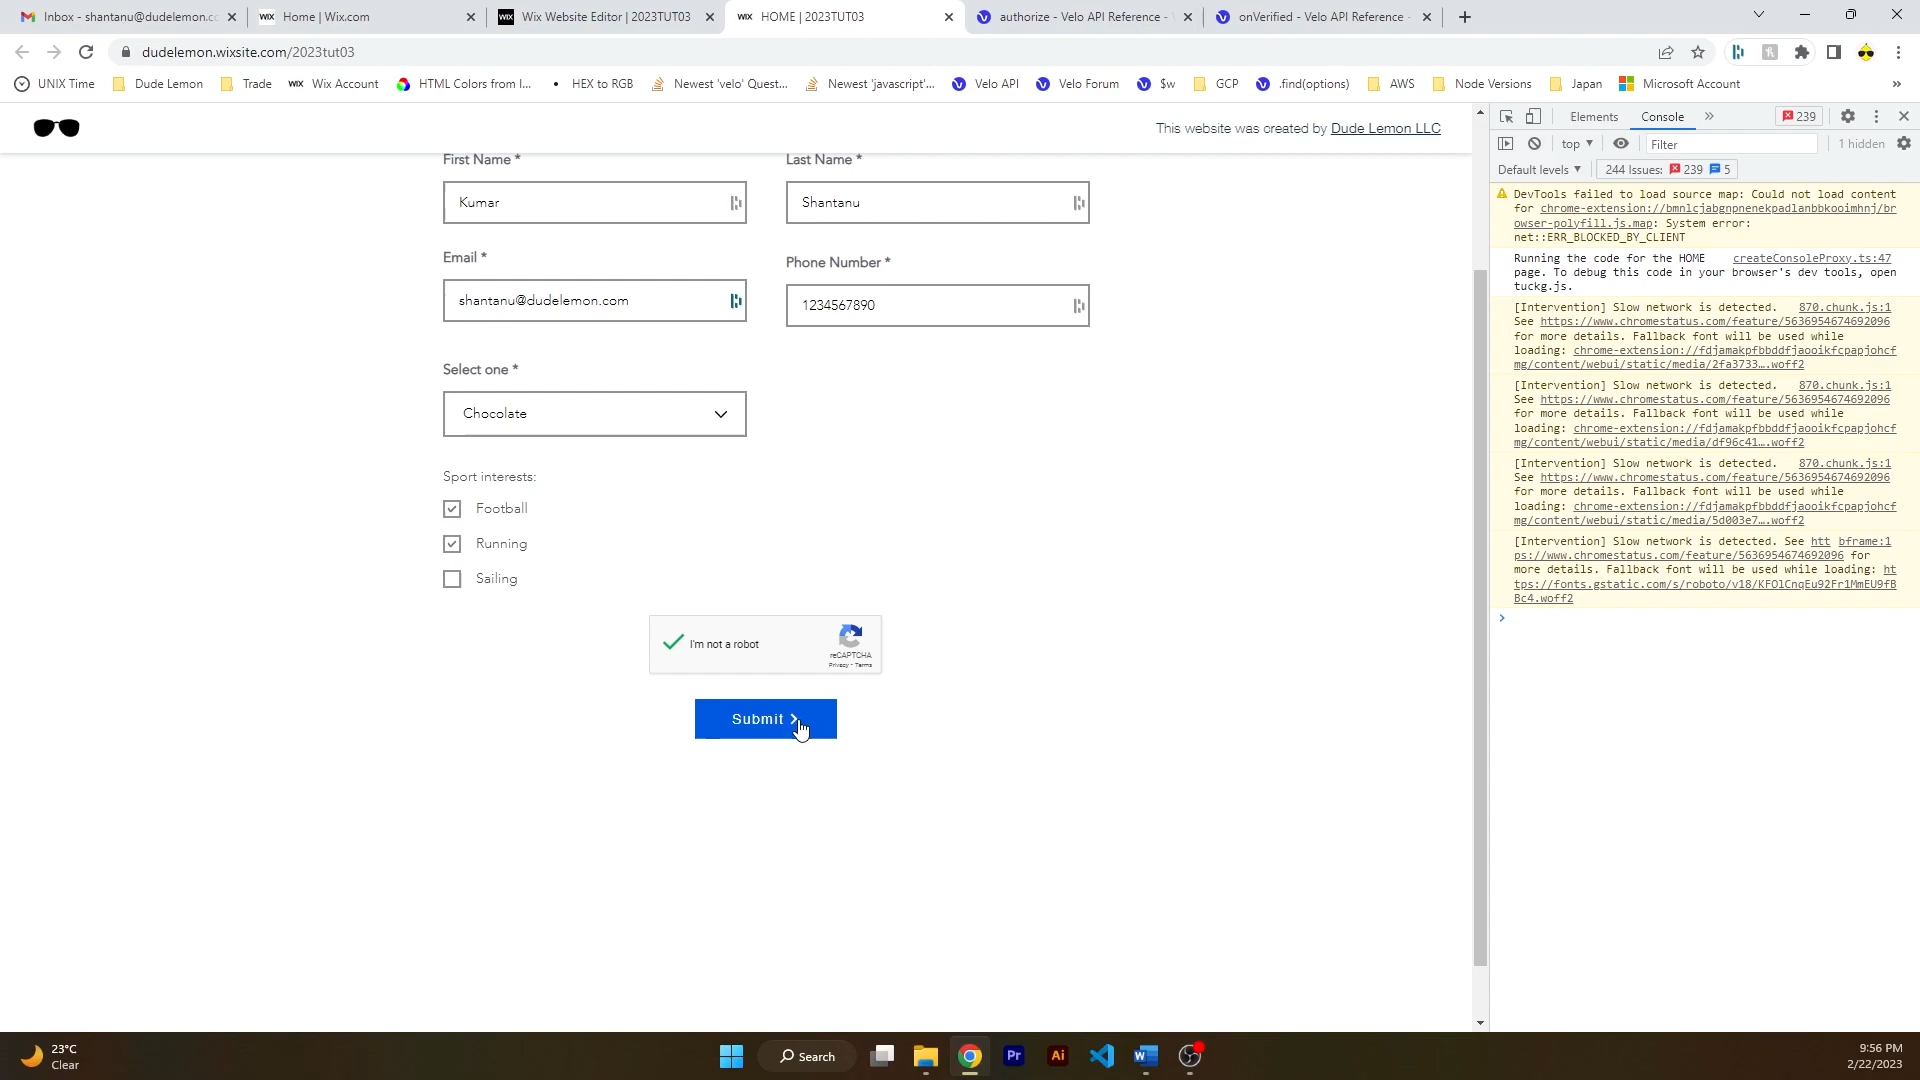 Inbox - shantanu@dudelemon.cc
Home | Wix.com
Wix Website Editor | 2023TUT03
HOME | 2023TUT03
authorize - Velo API Reference -
onVerified - Velo API Reference -
dudelemon.wixsite.com/2023tut03
UNIX Time
Dude Lemon
Trade
Wix Account
HTML Colors from I...
HEX to RGB
Newest 'velo' Quest...
Newest 'javascript'...
Velo API
Velo Forum
$w
GCP
.find(options)
AWS
Node Versions
Japan
Microsoft Account
This website was created by Dude Lemon LLC
First Name *
Last Name *
Kumar
Shantanu
Email *
Phone Number *
shantanu@dudelemon.com
1234567890
Select one *
Chocolate
Sport interests:
Football
Running
Sailing
I'm not a robot
reCAPTCHA
Privacy - Terms
Submit
Elements
Console
239
top
Filter
1 hidden
Default levels
244 Issues: 239 5
DevTools failed to load source map: Could not load content
for chrome-extension://bmnlcjabgnpnenekpadlanbbkooimhnj/br
owser-polyfill.js.map: System error:
net::ERR_BLOCKED_BY_CLIENT
Running the code for the HOME createConsoleProxy.ts:47
page. To debug this code in your browser's dev tools, open
tuckg.js.
[Intervention] Slow network is detected. 870.chunk.js:1
See https://www.chromestatus.com/feature/5636954674692096
for more details. Fallback font will be used while
loading: chrome-extension://fdjamakpfbbddfjaooikfcpapjohcf
mg/content/webui/static/media/2fa3733….woff2
[Intervention] Slow network is detected. 870.chunk.js:1
See https://www.chromestatus.com/feature/5636954674692096
for more details. Fallback font will be used while
loading: chrome-extension://fdjamakpfbbddfjaooikfcpapjohcf
mg/content/webui/static/media/df96c41….woff2
[Intervention] Slow network is detected. 870.chunk.js:1
See https://www.chromestatus.com/feature/5636954674692096
for more details. Fallback font will be used while
loading: chrome-extension://fdjamakpfbbddfjaooikfcpapjohcf
mg/content/webui/static/media/5d003e7….woff2
[Intervention] Slow network is detected. See htt bframe:1
ps://www.chromestatus.com/feature/5636954674692096 for
more details. Fallback font will be used while loading: ht
tps://fonts.gstatic.com/s/roboto/v18/KFOlCnqEu92Fr1MmEU9fB
Bc4.woff2
23°C
Clear
Search
9:56 PM
2/22/2023